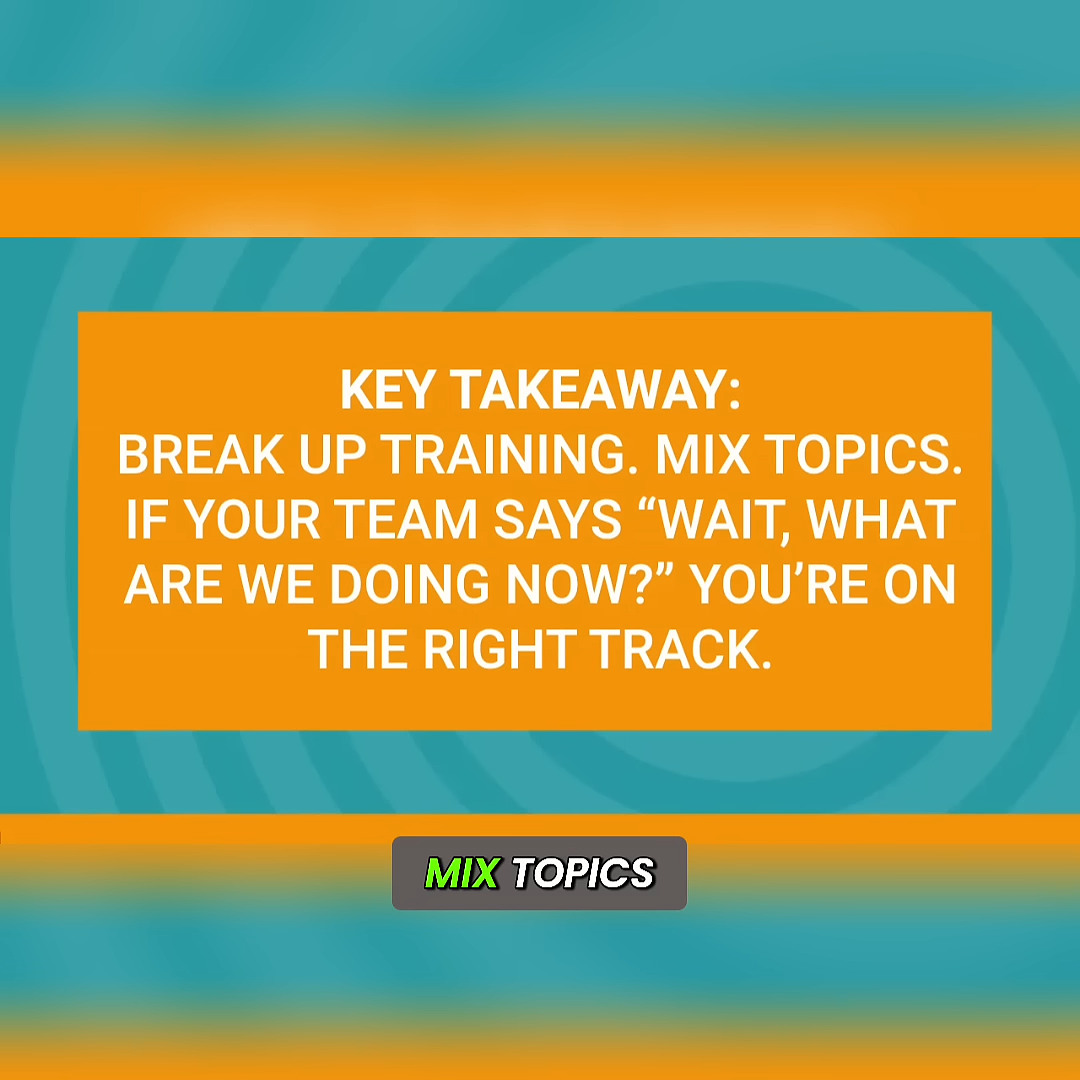 KEY TAKEAWAY:
BREAK UP TRAINING. MIX TOPICS.
IF YOUR TEAM SAYS “WAIT, WHAT
ARE WE DOING NOW?” YOU’RE ON
THE RIGHT TRACK.
MIX TOPICS